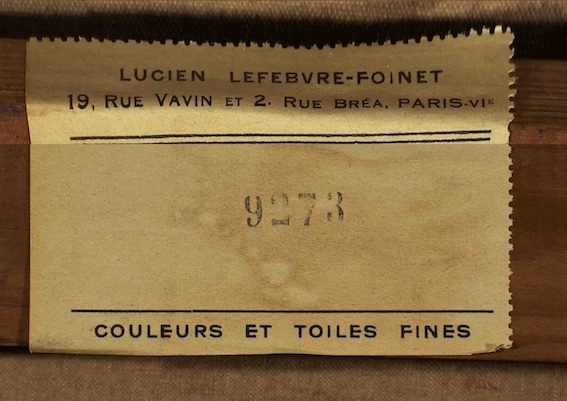 LUCIEN LEFEBVRE-FOINET
19, RUE VAVIN ET 2. RUE BRÉA. PARIS-VIE
9273
COULEURS ET TOILES FINES